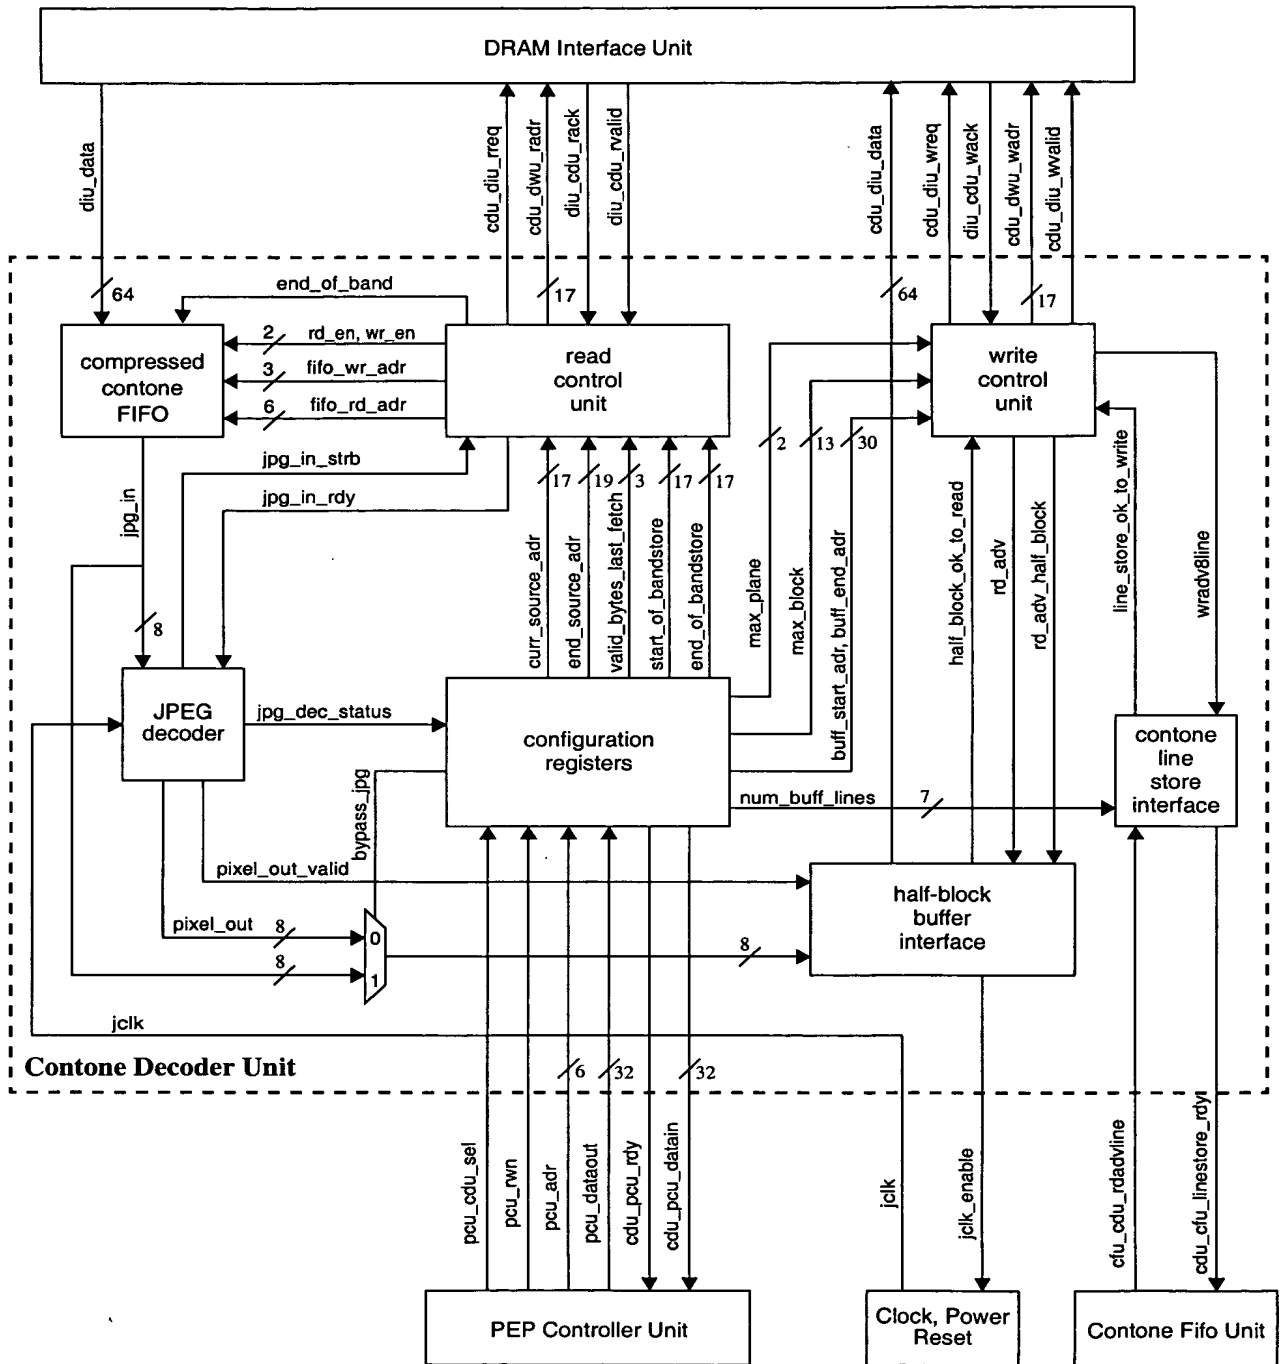 DRAM Interface Unit
diu_data
cdu_diu_rreq
cdu_dwu_radr
diu_cdu_rack
diu_cdu_rvalid
cdu_diu_data
cdu_diu_wreq
diu_cdu_wack
cdu_dwu_wadr
cdu_diu_wvalid
64
end_of_band
17
64
17
compressed
contone
FIFO
2
rd_en, wr_en
3
fifo_wr_adr
6
fifo_rd_adr
read
control
unit
write
control
unit
2
13
30
jpg_in_strb
jpg_in_rdy
jpg_in
8
17
19
3
17
17
curr_source_adr
end_source_adr
valid_bytes_last_fetch
start_of_bandstore
end_of_bandstore
max_plane
max_block
buff_start_adr, buff_end_adr
half_block_ok_to_read
rd_adv
rd_adv_half_block
line_store_ok_to_write
wradv8line
JPEG
decoder
jpg_dec_status
configuration
registers
contone
line
store
interface
bypass_jpg
num_buff_lines
7
pixel_out_valid
pixel_out
8
0
8
1
8
half-block
buffer
interface
jclk
Contone Decoder Unit
6
32
32
pcu_cdu_sel
pcu_rwn
pcu_adr
pcu_dataout
cdu_pcu_rdy
cdu_pcu_datain
jclk
jclk_enable
cfu_cdu_rdadvline
cdu_cfu_linestore_rdy
PEP Controller Unit
Clock, Power
Reset
Contone Fifo Unit